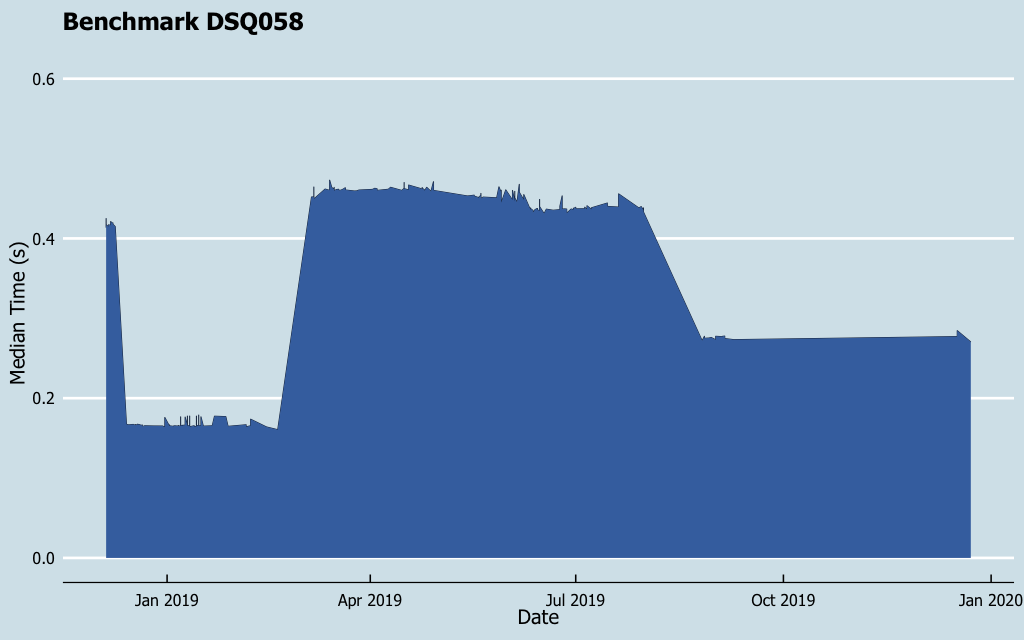 Benchmark DSQ058
Median Time (s)
0.6
0.4
0.2
0.0
Jan 2019
Apr 2019
Jul 2019
Oct 2019
Jan 2020
Date